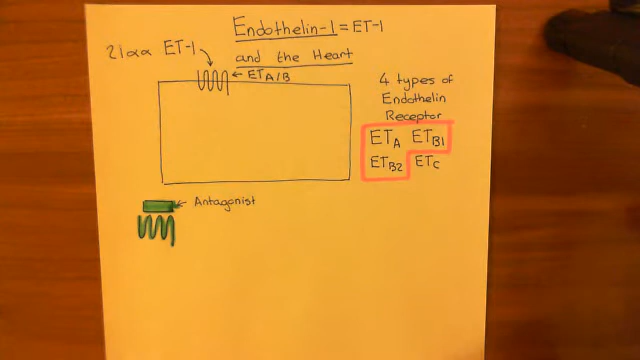 Endothelin-1 = ET-1
and the Heart
21αα ET-1
ETA/B
4 types of
Endothelin
Receptor
ETA ETB1
ETB2 ETC
Antagonist